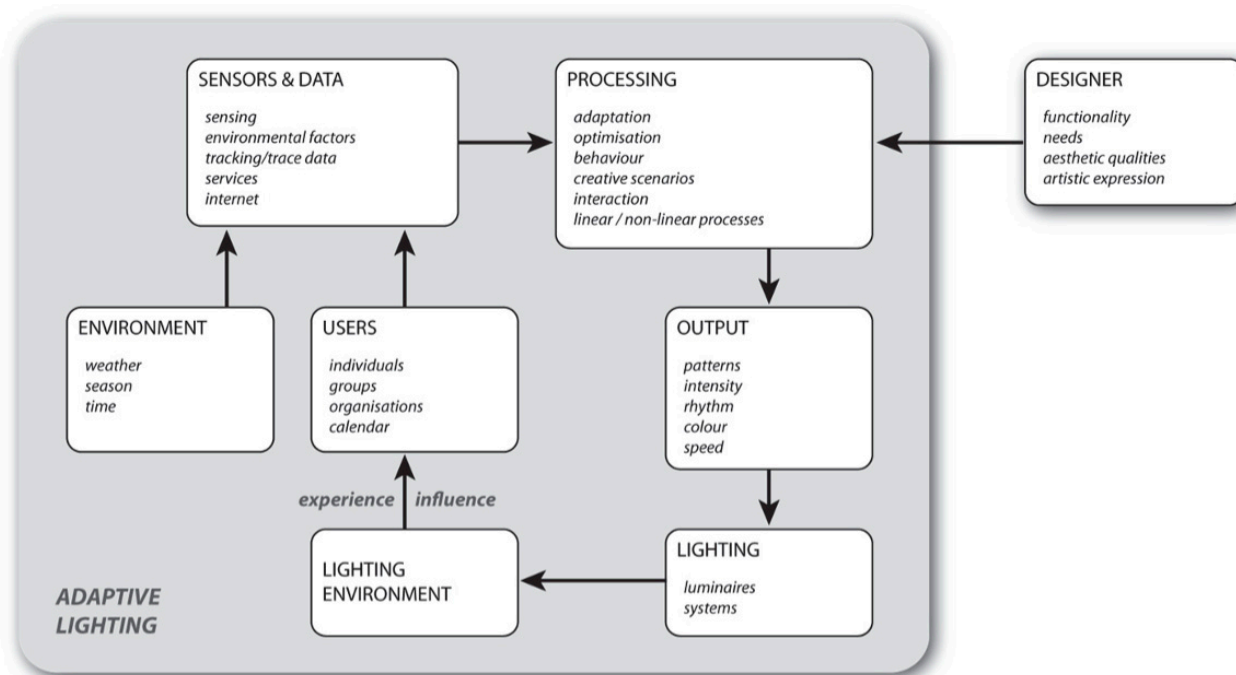 SENSORS & DATA
sensing
environmental factors
tracking/trace data
services
internet
PROCESSING
adaptation
optimisation
behaviour
creative scenarios
interaction
linear / non-linear processes
DESIGNER
functionality
needs
aesthetic qualities
artistic expression
ENVIRONMENT
weather
season
time
USERS
individuals
groups
organisations
calendar
OUTPUT
patterns
intensity
rhythm
colour
speed
experience influence
LIGHTING
ENVIRONMENT
LIGHTING
luminaires
systems
ADAPTIVE
LIGHTING